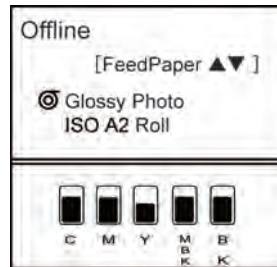 Offline
[FeedPaper ▲▼ ]
Glossy Photo
ISO A2 Roll
C M Y MBK BK